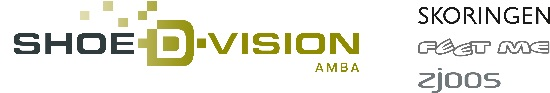 SHOE-D-VISION
AMBA
SKORINGEN
FEET ME
zjoos